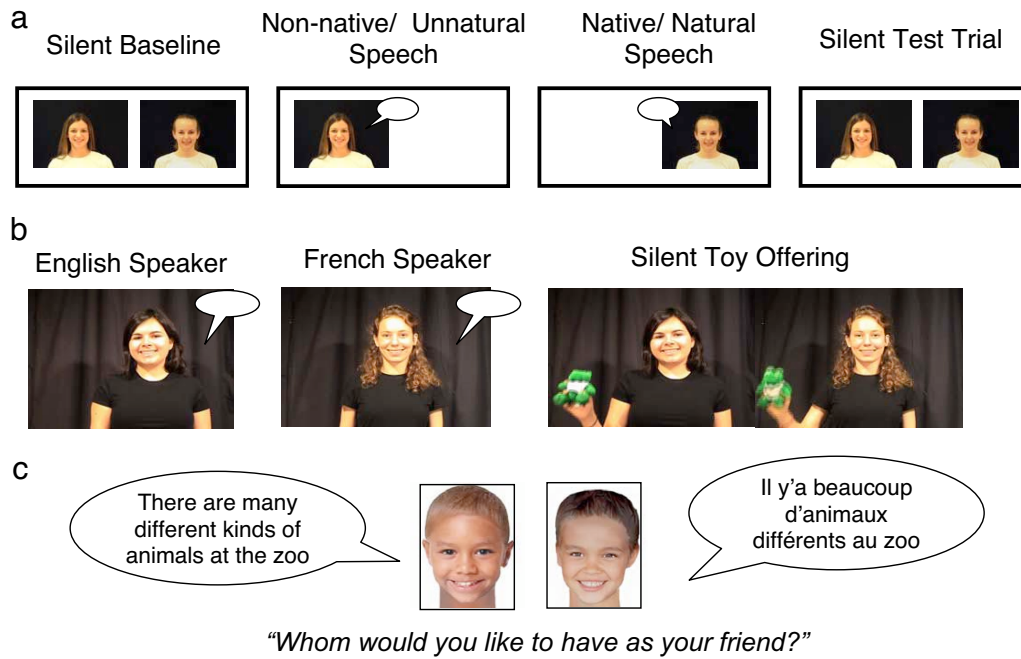 a
Silent Baseline
Non-native/ Unnatural
Speech
Native/ Natural
Speech
Silent Test Trial
b
English Speaker
French Speaker
Silent Toy Offering
c
There are many
different kinds of
animals at the zoo
Il y'a beaucoup
d'animaux
différents au zoo
“Whom would you like to have as your friend?”